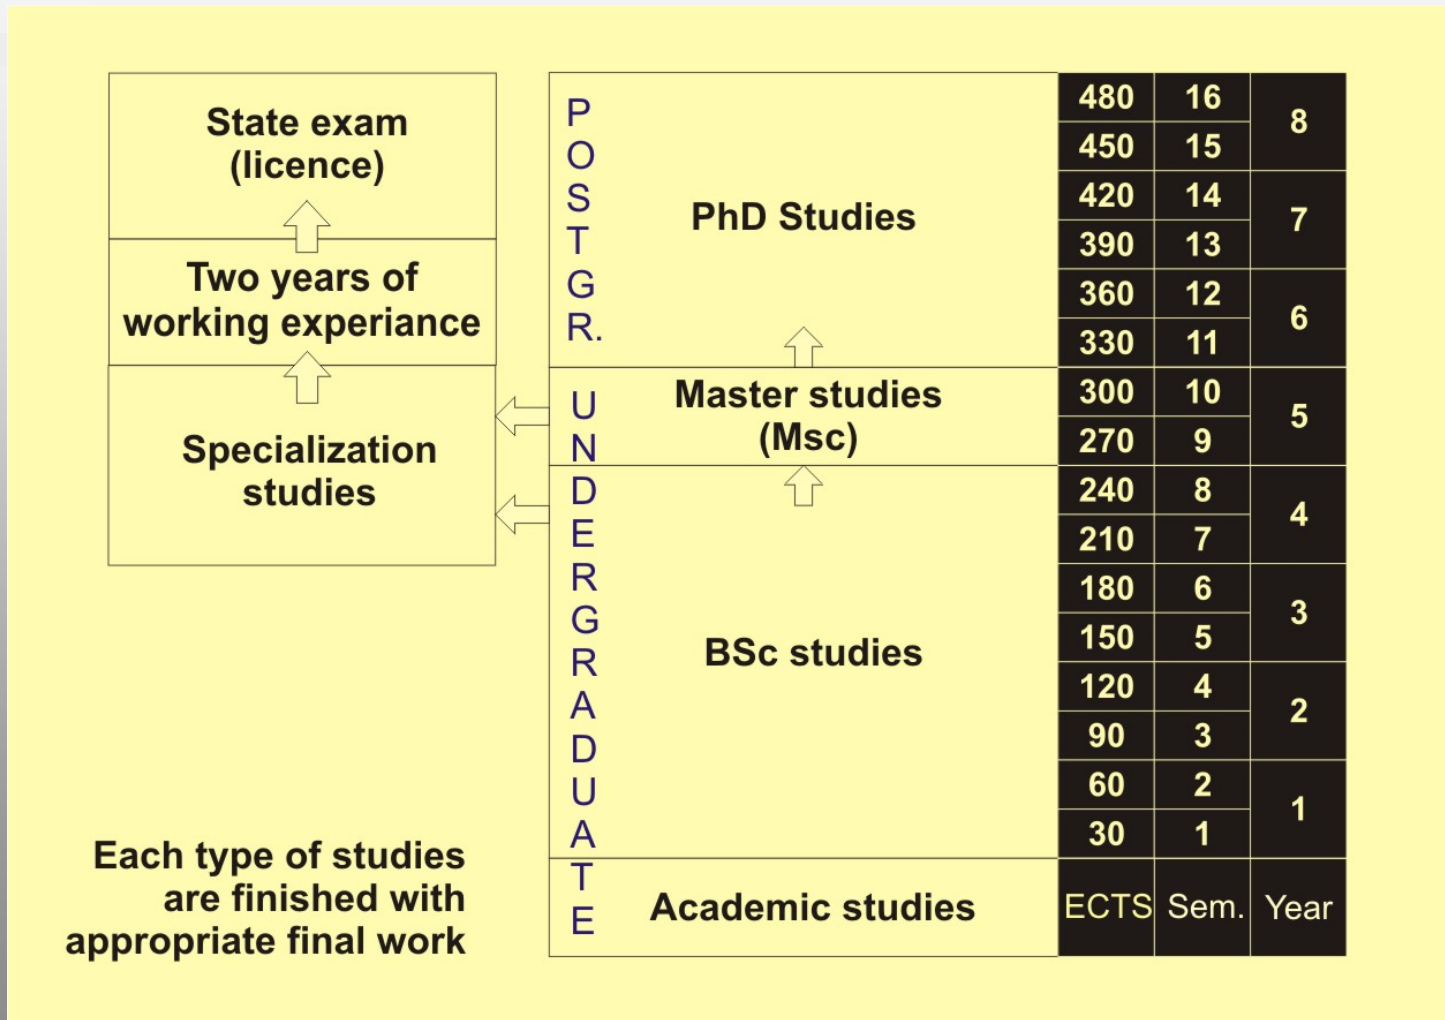 State exam
(licence)
Two years of
working experiance
Specialization
studies
Each type of studies
are finished with
appropriate final work
POSTGR.
UNDERGRADUATE
PhD Studies
Master studies
(Msc)
BSc studies
Academic studies
480 16 8
450 15
420 14 7
390 13
360 12 6
330 11
300 10 5
270 9
240 8 4
210 7
180 6 3
150 5
120 4 2
90 3
60 2 1
30 1
ECTS Sem. Year